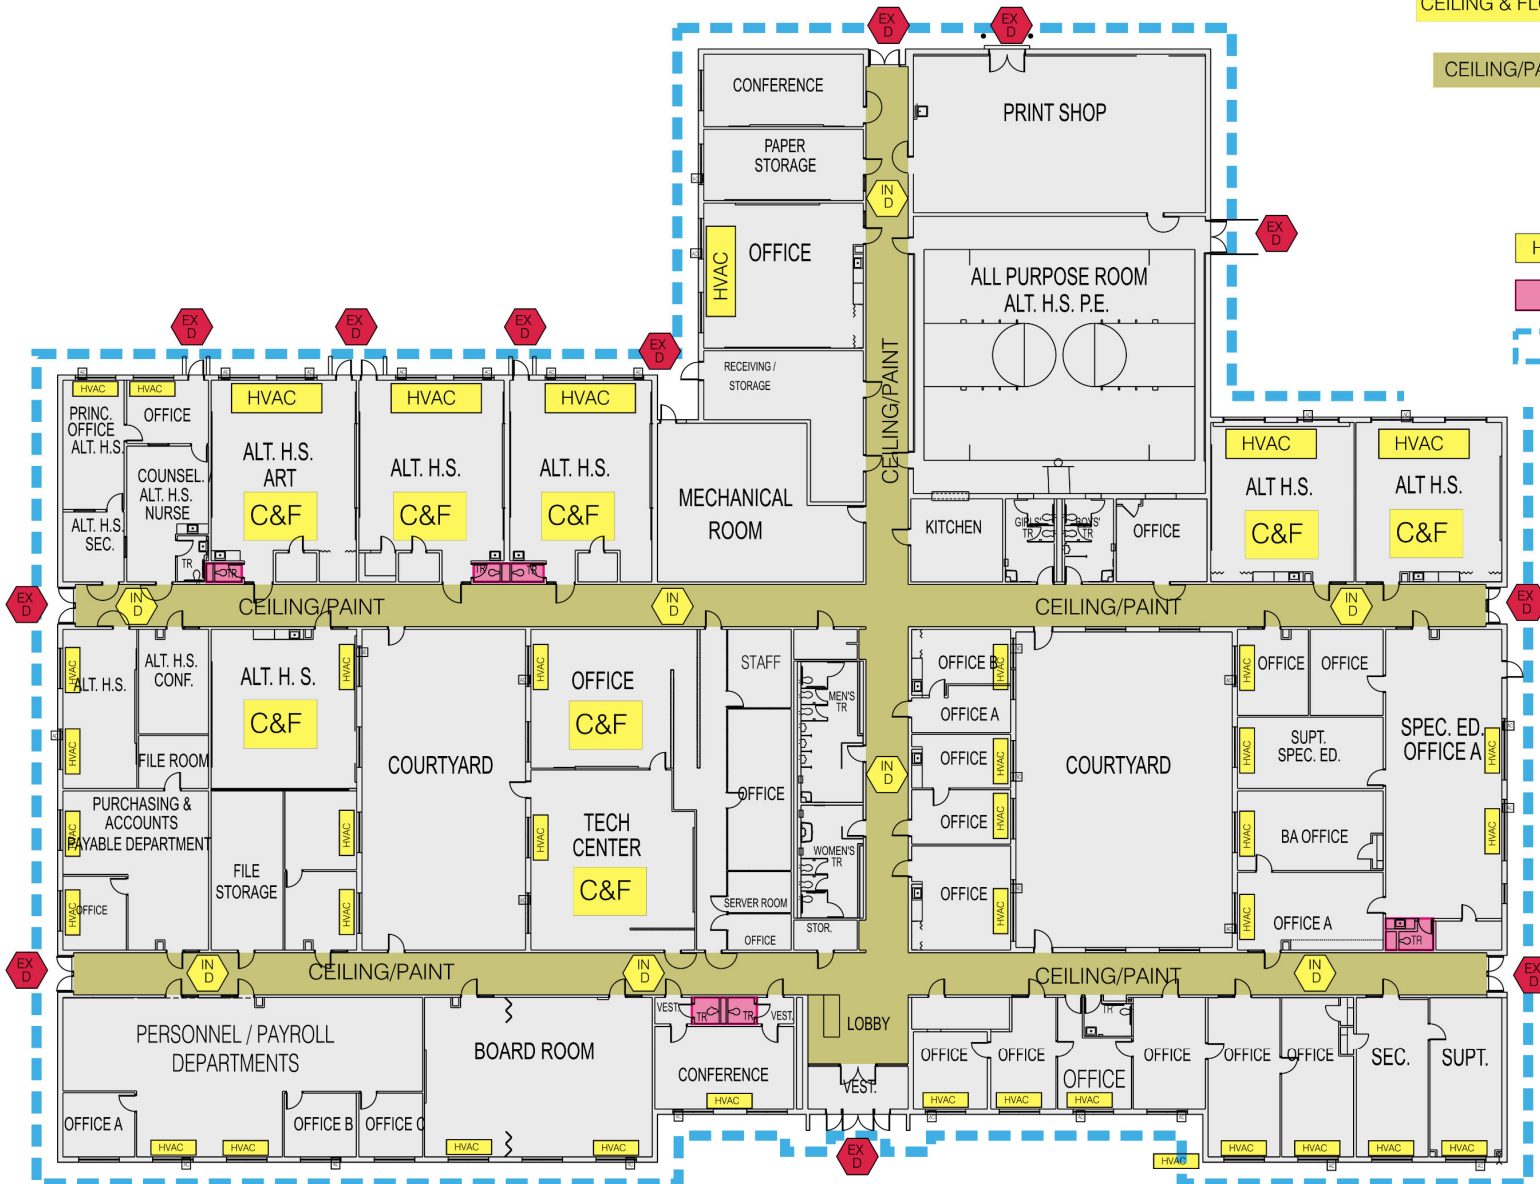 CEILING & FL
CEILING/PA
EX
D
EX
D
CONFERENCE
PRINT SHOP
PAPER
STORAGE
IN
D
EX
D
HVAC
OFFICE
ALL PURPOSE ROOM
ALT. H.S. P.E.
H
EX
D
EX
D
EX
D
EX
D
RECEIVING /
STORAGE
CEILING/PAINT
HVAC
HVAC
HVAC
HVAC
HVAC
PRINC.
OFFICE
ALT. H.S.
OFFICE
ALT. H.S.
ART
C&F
ALT. H.S.
C&F
ALT. H.S.
C&F
COUNSEL.
ALT. H.S.
NURSE
ALT. H.S.
SEC.
TR
TR
TR
TR
MECHANICAL
ROOM
KITCHEN
GIRLS'
TR
BOYS'
TR
OFFICE
HVAC
HVAC
ALT H.S.
C&F
ALT H.S.
C&F
EX
D
IN
D
CEILING/PAINT
IN
D
CEILING/PAINT
IN
D
EX
D
HVAC
ALT. H.S.
HVAC
ALT. H.S.
CONF.
FILE ROOM
ALT. H. S.
C&F
HVAC
COURTYARD
HVAC
OFFICE
C&F
STAFF
MEN'S
TR
OFFICE B
HVAC
OFFICE A
OFFICE
HVAC
OFFICE
HVAC
OFFICE
HVAC
COURTYARD
HVAC
OFFICE
OFFICE
HVAC
SUPT.
SPEC. ED.
SPEC. ED.
OFFICE A
HVAC
HVAC
HVAC
BA OFFICE
HVAC
OFFICE A
TR
IN
D
PURCHASING &
ACCOUNTS
PAYABLE DEPARTMENT
HVAC
HVAC
OFFICE
FILE
STORAGE
HVAC
HVAC
HVAC
TECH
CENTER
C&F
OFFICE
SERVER ROOM
OFFICE
WOMEN'S
TR
STOR.
EX
D
IN
D
CEILING/PAINT
IN
D
CEILING/PAINT
IN
D
EX
D
PERSONNEL / PAYROLL
DEPARTMENTS
BOARD ROOM
VEST.
TR
TR
VEST.
CONFERENCE
HVAC
LOBBY
VEST.
OFFICE
HVAC
OFFICE
HVAC
TR
OFFICE
HVAC
OFFICE
OFFICE
OFFICE
SEC.
SUPT.
OFFICE A
OFFICE B
OFFICE C
HVAC
HVAC
HVAC
HVAC
EX
D
HVAC
HVAC
HVAC
HVAC
HVAC